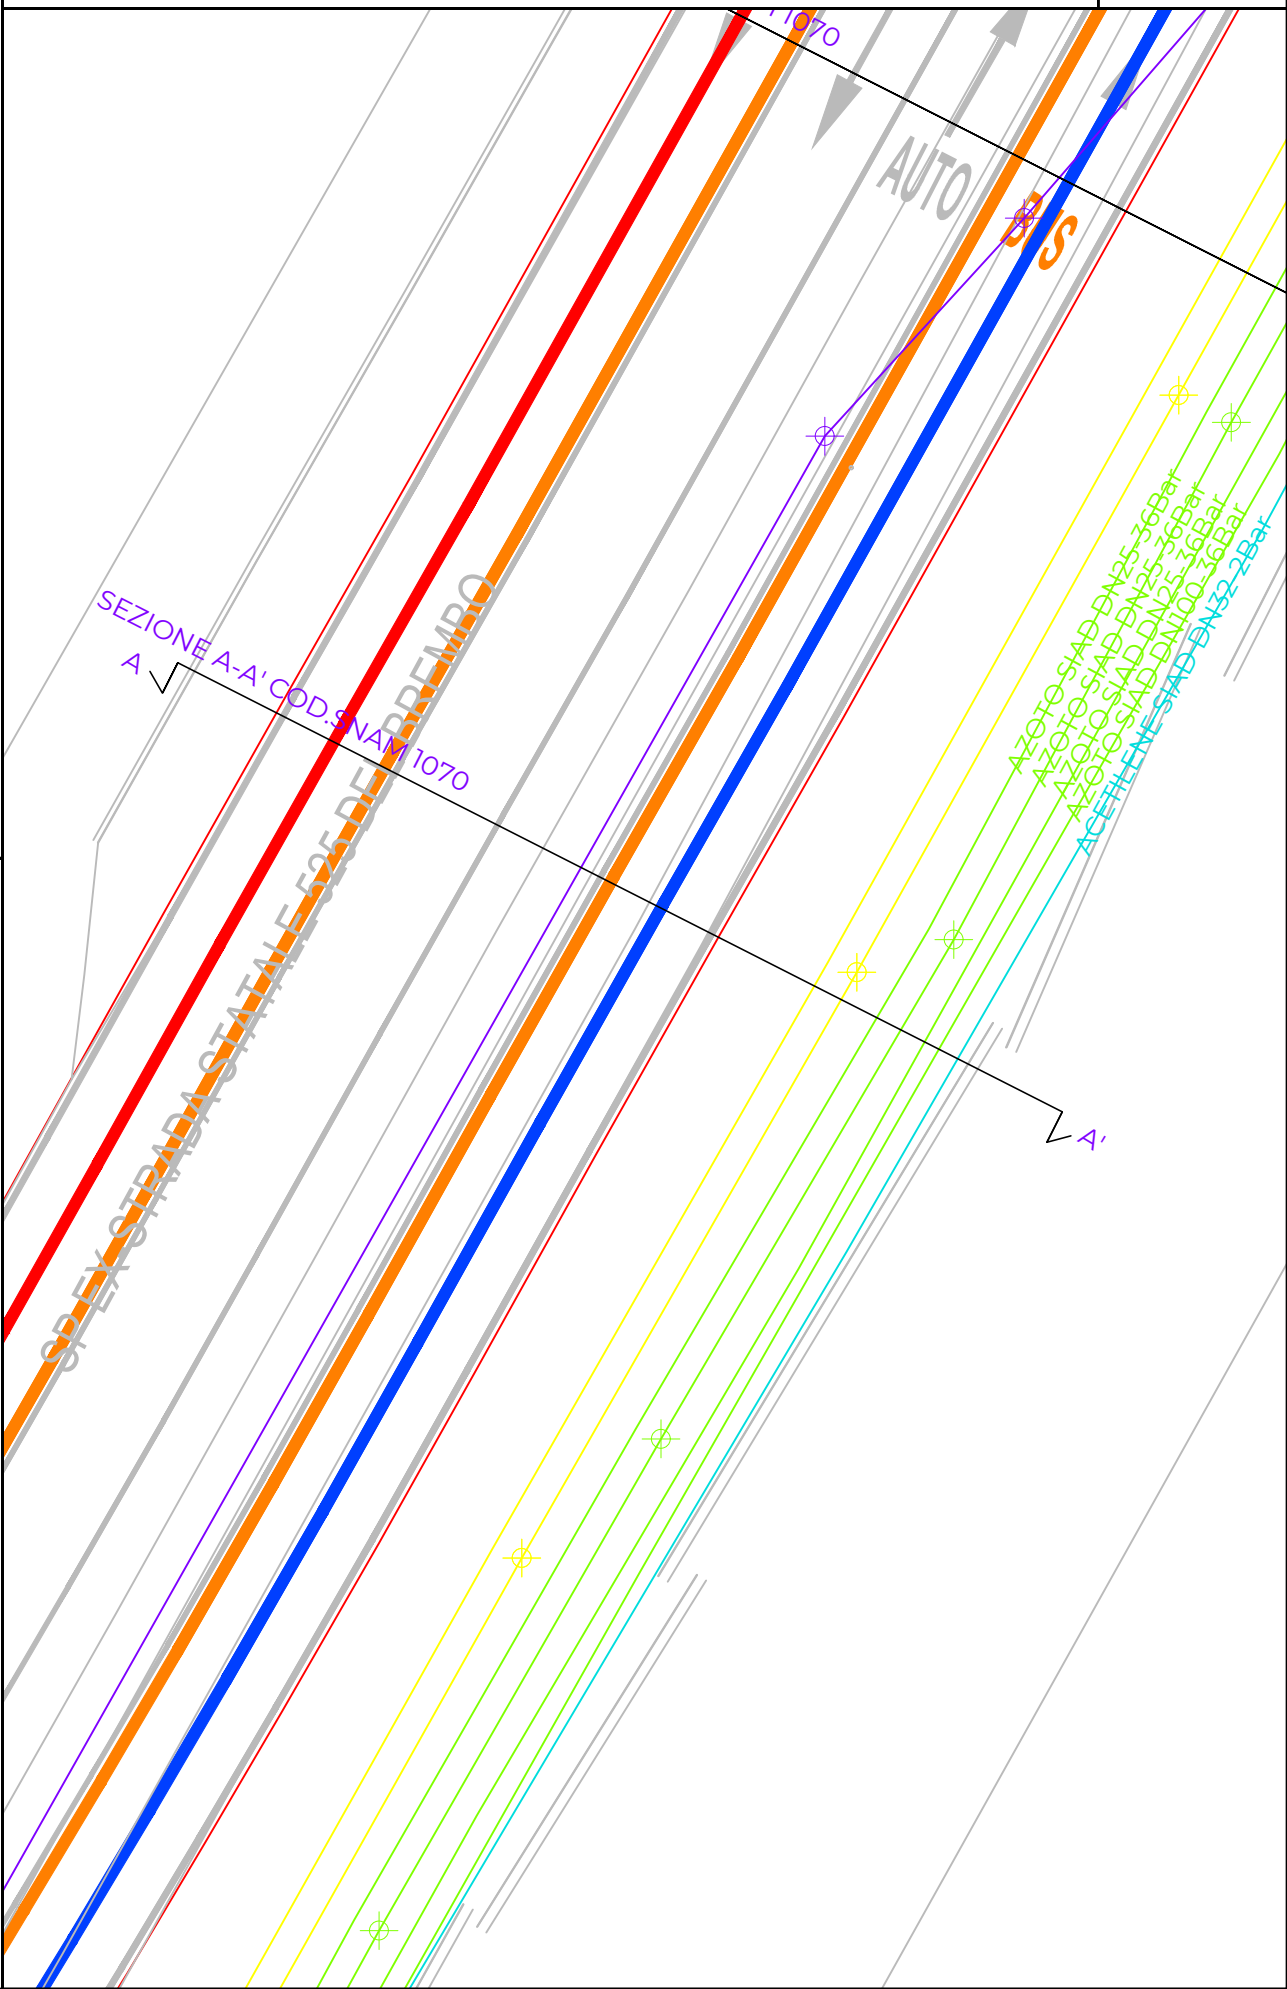 1070
AUTO
BUS
AZOTO SIAD DN25-36Bar
AZOTO SIAD DN25-36Bar
AZOTO SIAD DN25-36Bar
AZOTO SIAD DN100-36Bar
ACETILENE SIAD DN32-2Bar
SEZIONE A-A' COD.SNAM 1070
A
SP EX STRADA STATALE 525 DEL BREMBO
A'